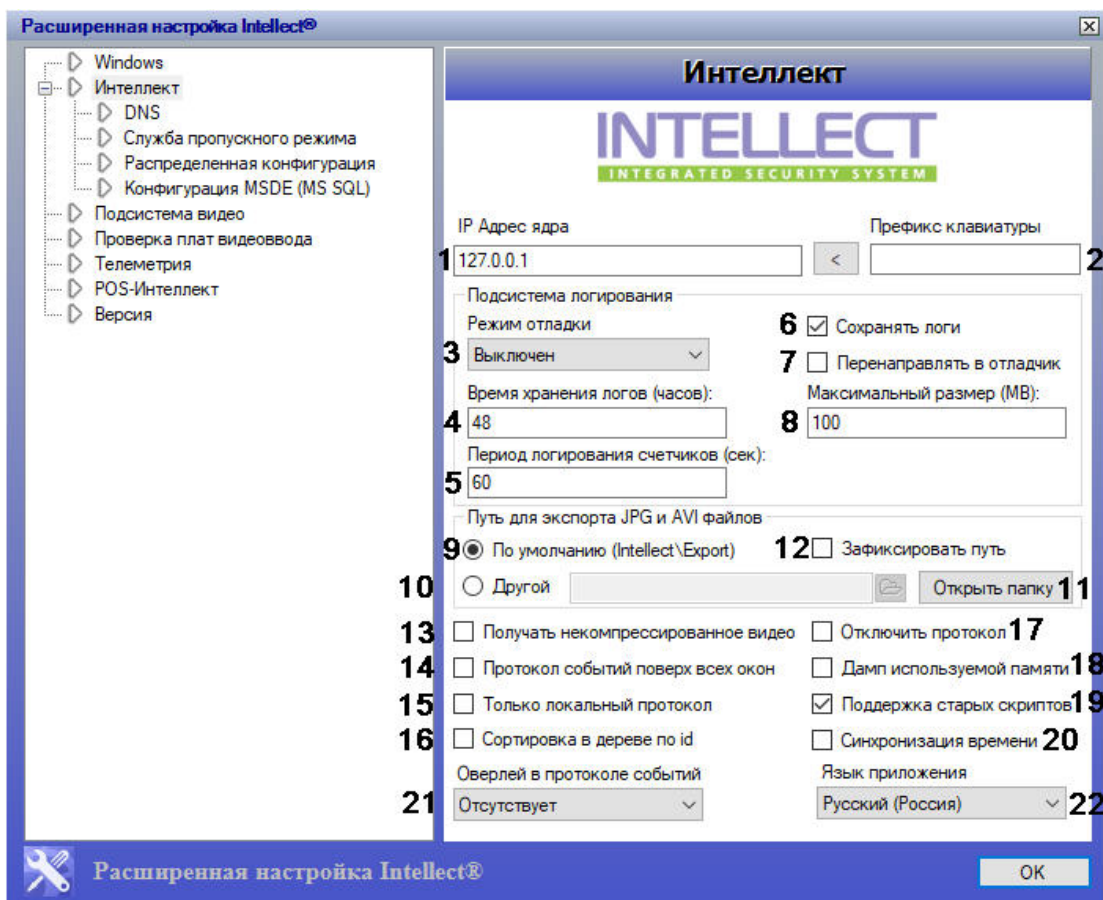 Расширенная настройка Intellect®
Windows
Интеллект
DNS
Служба пропускного режима
Распределенная конфигурация
Конфигурация MSDE (MS SQL)
Подсистема видео
Проверка плат видеоввода
Телеметрия
POS-Интеллект
Версия
Интеллект
INTELLECT
INTEGRATED SECURITY SYSTEM
IP Адрес ядра Префикс клавиатуры
1 127.0.0.1 < 2
Подсистема логирования
Режим отладки 6 Сохранять логи
3 Выключен 7 Перенаправлять в отладчик
Время хранения логов (часов): Максимальный размер (MB):
4 48 8 100
Период логирования счетчиков (сек):
5 60
Путь для экспорта JPG и AVI файлов
9 По умолчанию (Intellect\Export) 12 Зафиксировать путь
10 Другой Открыть папку 11
13 Получать некомпрессированное видео Отключить протокол 17
14 Протокол событий поверх всех окон Дамп используемой памяти 18
15 Только локальный протокол Поддержка старых скриптов 19
16 Сортировка в дереве по id Синхронизация времени 20
Оверлей в протоколе событий Язык приложения
21 Отсутствует Русский (Россия) 22
Расширенная настройка Intellect® OK